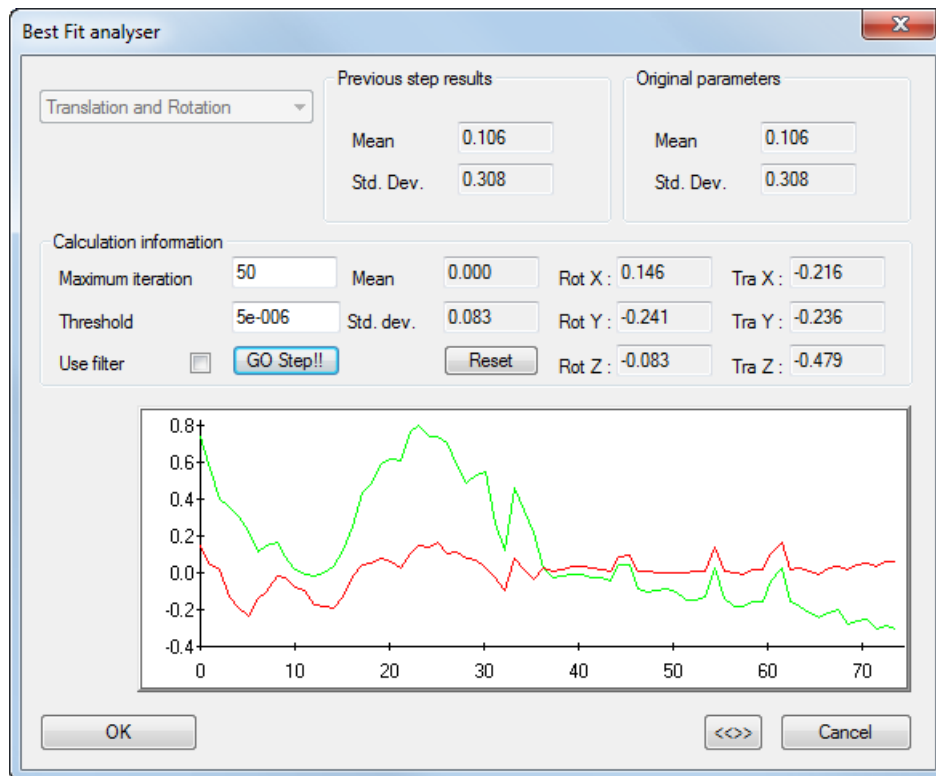 Best Fit analyser
Translation and Rotation
Previous step results
Mean 0.106
Std. Dev. 0.308
Original parameters
Mean 0.106
Std. Dev. 0.308
Calculation information
Maximum iteration 50 Mean 0.000 Rot X : 0.146 Tra X : -0.216
Threshold 5e-006 Std. dev. 0.083 Rot Y : -0.241 Tra Y : -0.236
Use filter GO Step!! Reset Rot Z : -0.083 Tra Z : -0.479
0.8
0.6
0.4
0.2
0.0
-0.2
-0.4
0 10 20 30 40 50 60 70
OK <<>> Cancel